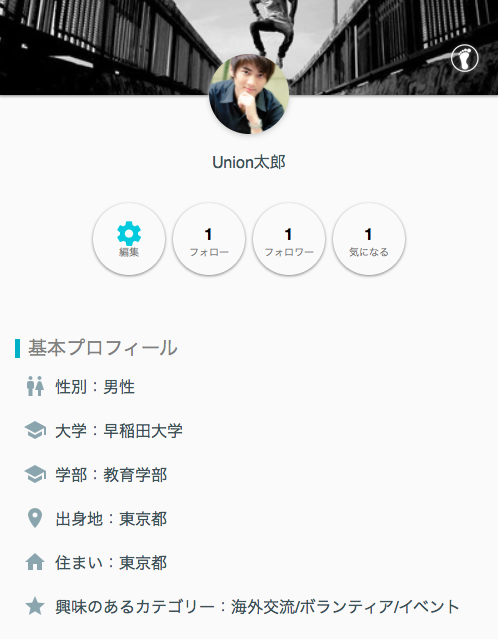 Union太郎
編集
1
フォロー
1
フォロワー
1
気になる
基本プロフィール
性別：男性
大学：早稲田大学
学部：教育学部
出身地：東京都
住まい：東京都
興味のあるカテゴリー：海外交流/ボランティア/イベント